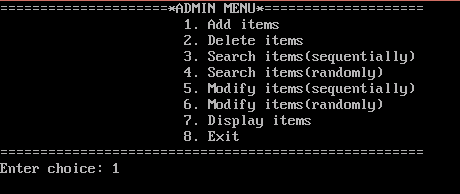 =====================*ADMIN MENU*====================
1. Add items
2. Delete items
3. Search items(sequentially)
4. Search items(randomly)
5. Modify items(sequentially)
6. Modify items(randomly)
7. Display items
8. Exit
=====================================================
Enter choice: 1